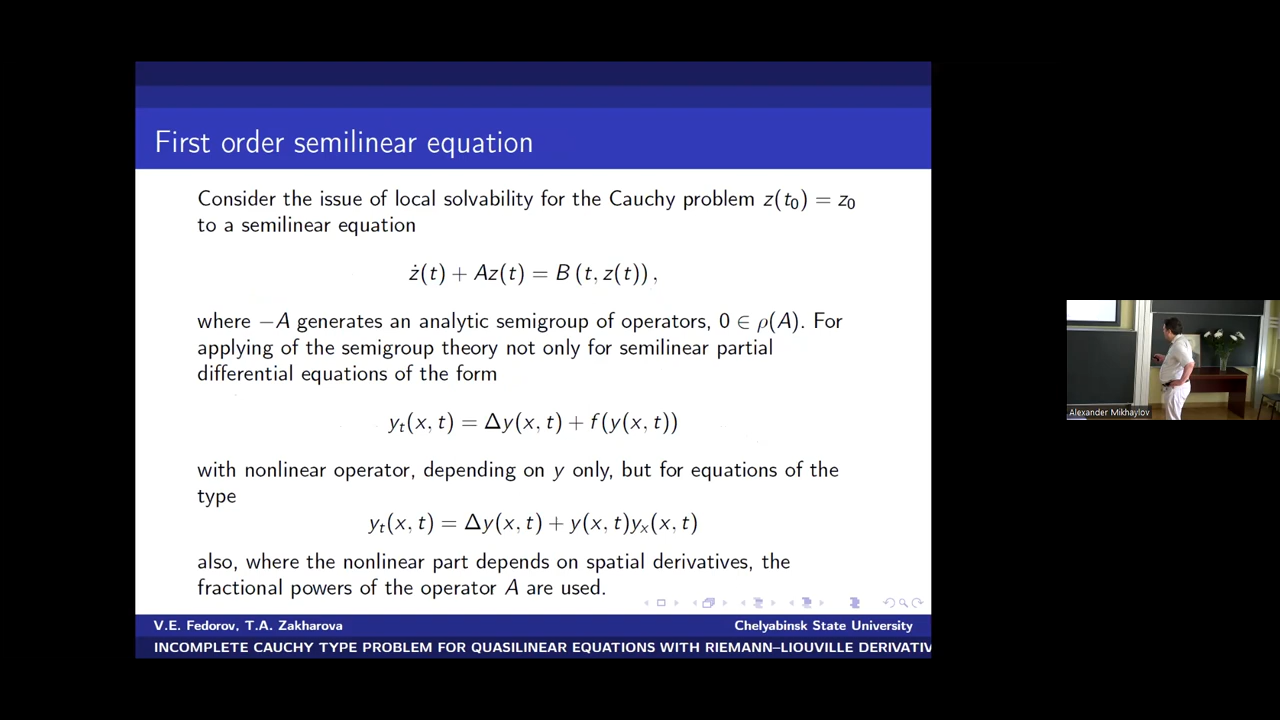 First order semilinear equation
Consider the issue of local solvability for the Cauchy problem z(t₀) = z₀
to a semilinear equation
ż(t) + Az(t) = B (t, z(t)) ,
where −A generates an analytic semigroup of operators, 0 ∈ ρ(A). For
applying of the semigroup theory not only for semilinear partial
differential equations of the form
yₜ(x, t) = Δy(x, t) + f(y(x, t))
with nonlinear operator, depending on y only, but for equations of the
type
yₜ(x, t) = Δy(x, t) + y(x, t)yₓ(x, t)
also, where the nonlinear part depends on spatial derivatives, the
fractional powers of the operator A are used.
V.E. Fedorov, T.A. Zakharova Chelyabinsk State University
INCOMPLETE CAUCHY TYPE PROBLEM FOR QUASILINEAR EQUATIONS WITH RIEMANN–LIOUVILLE DERIVATIV
Alexander Mikhaylov